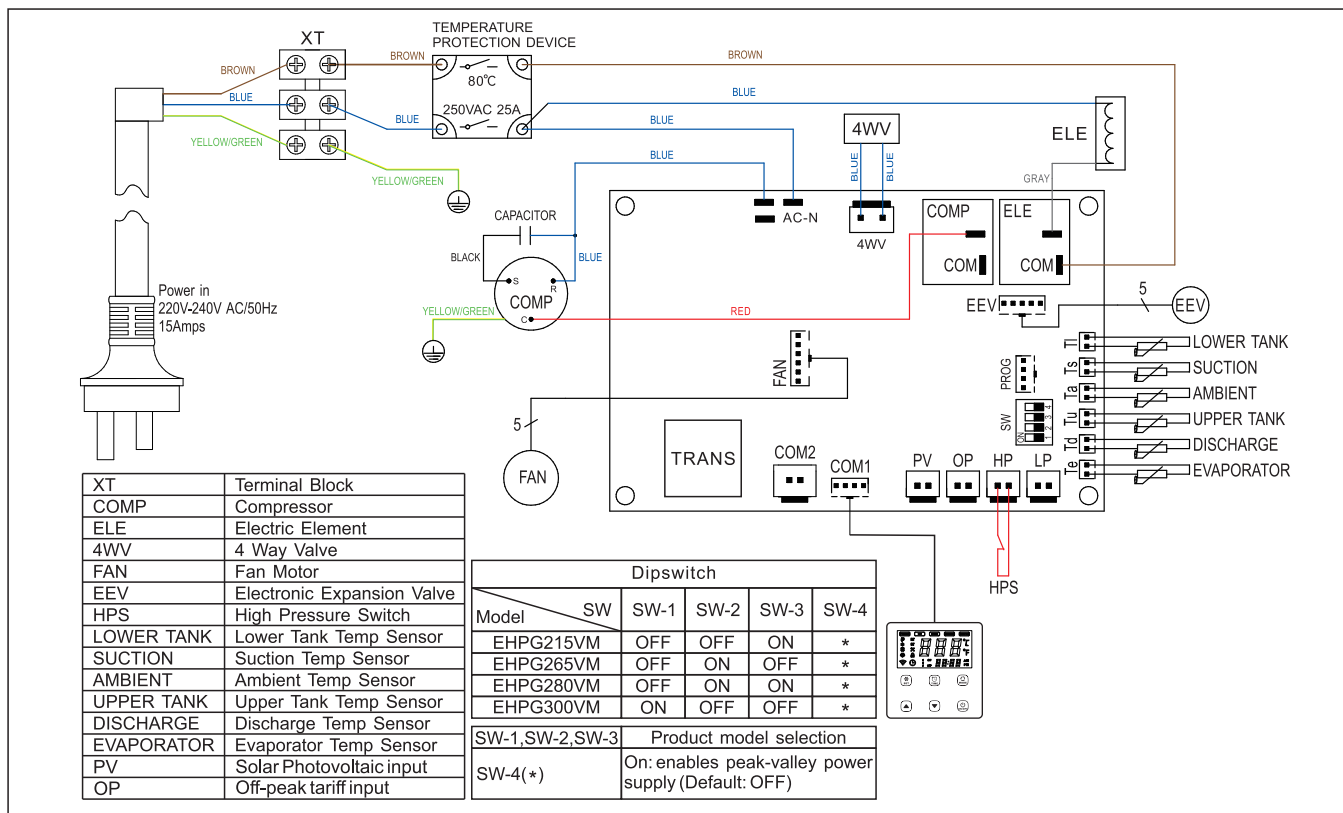 TEMPERATURE
PROTECTION DEVICE
XT
BROWN
BROWN
BROWN
80℃
BLUE
BLUE
250VAC 25A
BLUE
BLUE
4WV
ELE
YELLOW/GREEN
BLUE
BLUE
BLUE
GRAY
YELLOW/GREEN
CAPACITOR
AC-N
4WV
COMP
ELE
BLACK
BLUE
COM
COM
S
R
COMP
C
YELLOW/GREEN
RED
EEV
5
EEV
Power in
220V-240V AC/50Hz
15Amps
FAN
PROG
SW
ON
1 2 3 4
Tl
LOWER TANK
Ts
SUCTION
Ta
AMBIENT
Tu
UPPER TANK
Td
DISCHARGE
Te
EVAPORATOR
5
FAN
TRANS
COM2
COM1
PV
OP
HP
LP
HPS
XT Terminal Block
COMP Compressor
ELE Electric Element
4WV 4 Way Valve
FAN Fan Motor
EEV Electronic Expansion Valve
HPS High Pressure Switch
LOWER TANK Lower Tank Temp Sensor
SUCTION Suction Temp Sensor
AMBIENT Ambient Temp Sensor
UPPER TANK Upper Tank Temp Sensor
DISCHARGE Discharge Temp Sensor
EVAPORATOR Evaporator Temp Sensor
PV Solar Photovoltaic input
OP Off-peak tariff input
Dipswitch
Model SW SW-1 SW-2 SW-3 SW-4
EHPG215VM OFF OFF ON *
EHPG265VM OFF ON OFF *
EHPG280VM OFF ON ON *
EHPG300VM ON OFF OFF *
SW-1,SW-2,SW-3 Product model selection
SW-4(*) On: enables peak-valley power
supply (Default: OFF)
888
℃
℉